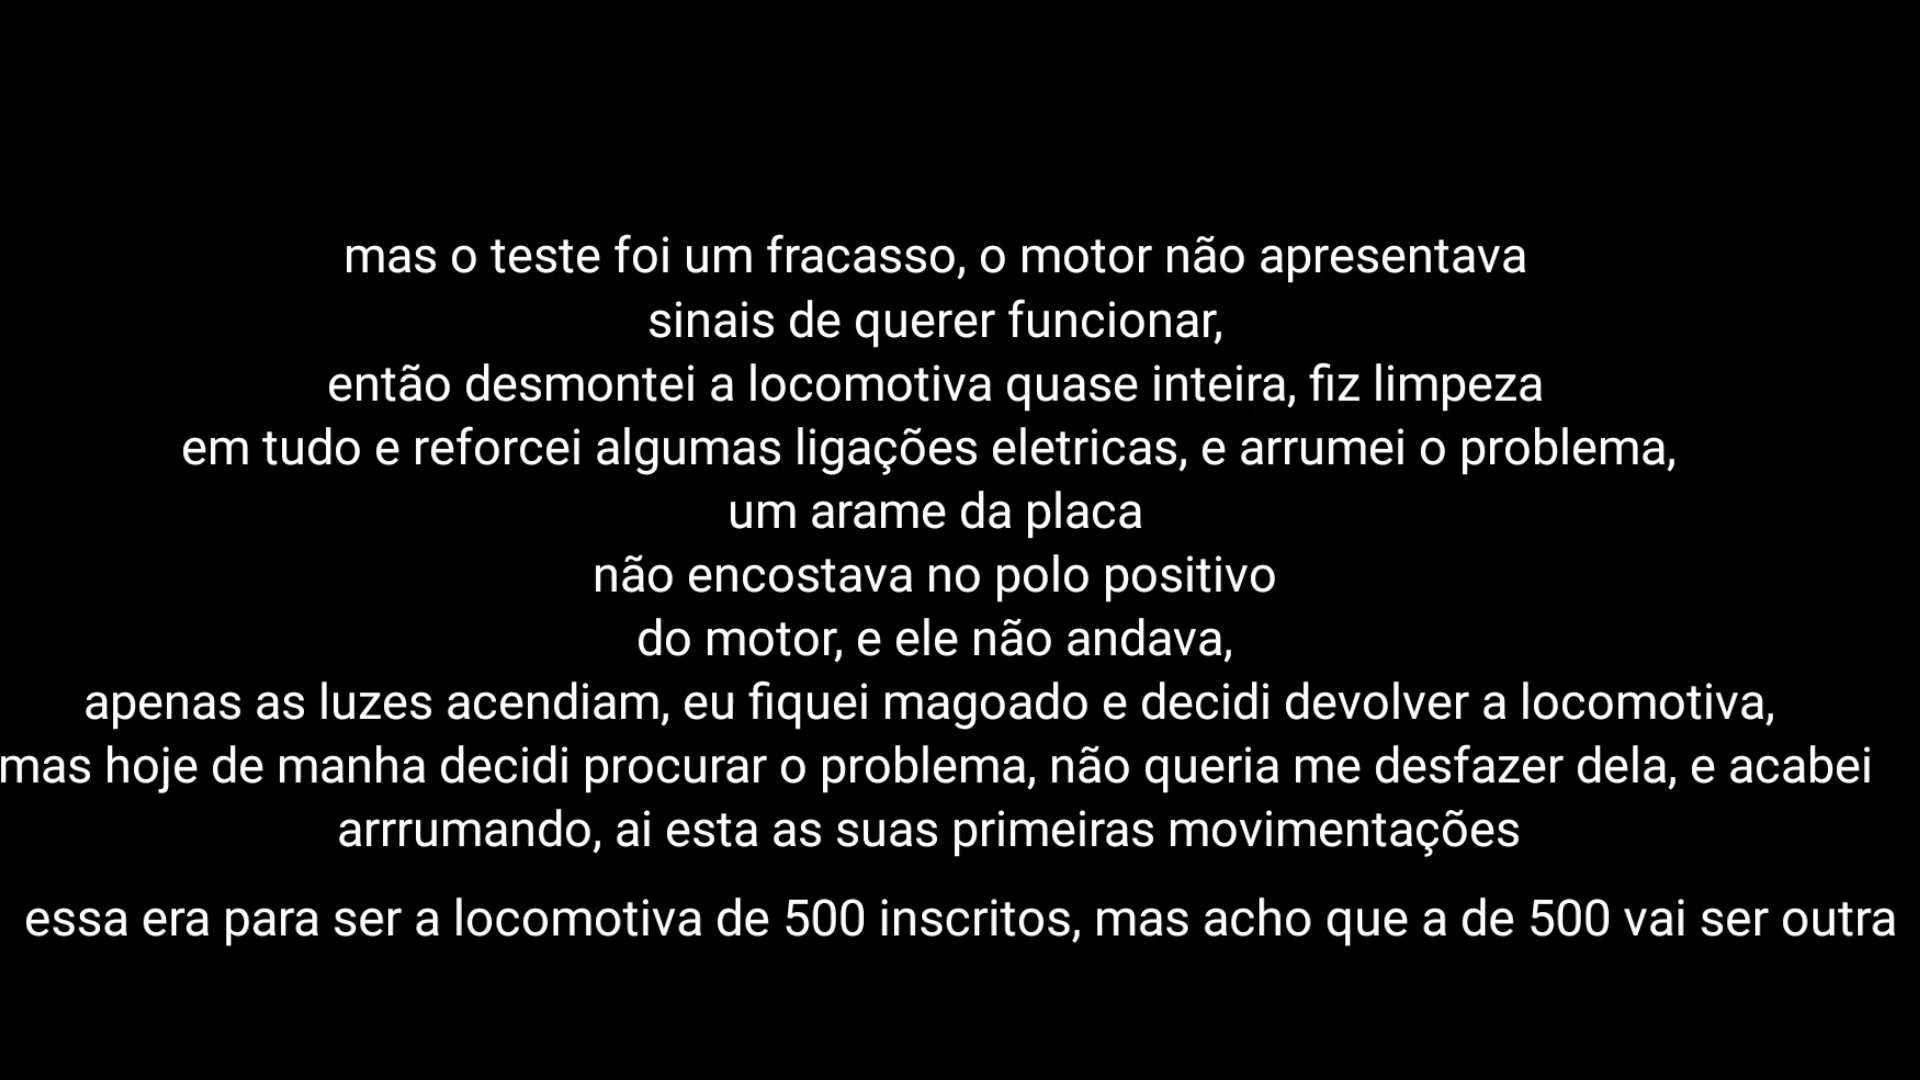 mas o teste foi um fracasso, o motor não apresentava
sinais de querer funcionar,
então desmontei a locomotiva quase inteira, fiz limpeza
em tudo e reforcei algumas ligações eletricas, e arrumei o problema,
um arame da placa
não encostava no polo positivo
do motor, e ele não andava,
apenas as luzes acendiam, eu fiquei magoado e decidi devolver a locomotiva,
mas hoje de manha decidi procurar o problema, não queria me desfazer dela, e acabei
arrrumando, ai esta as suas primeiras movimentações
essa era para ser a locomotiva de 500 inscritos, mas acho que a de 500 vai ser outra